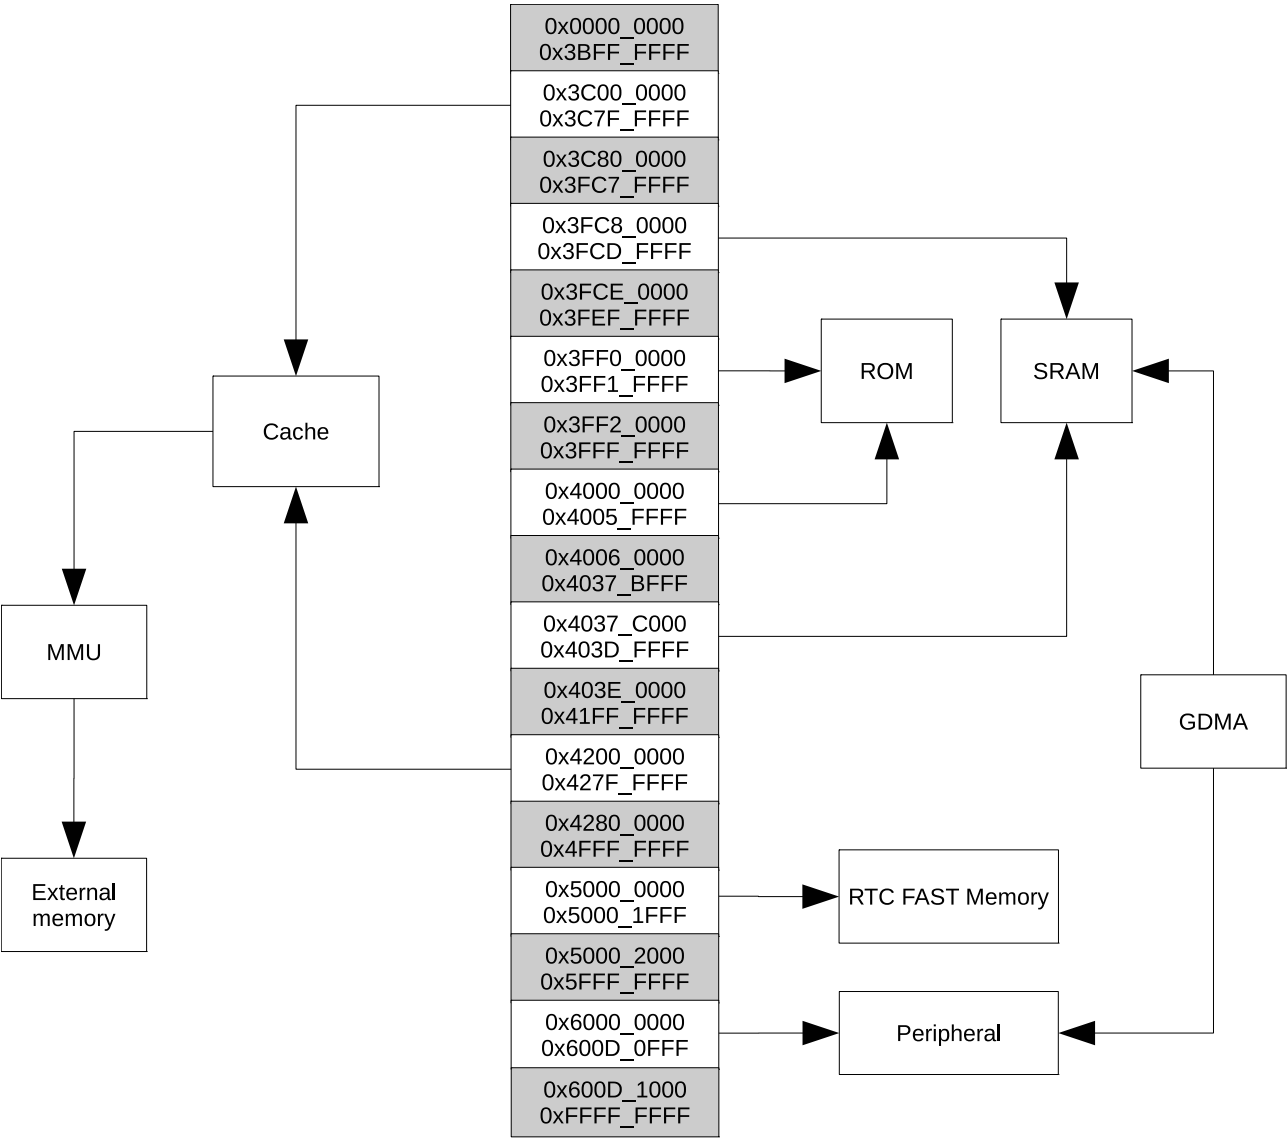 0x0000_0000
0x3BFF_FFFF
0x3C00_0000
0x3C7F_FFFF
0x3C80_0000
0x3FC7_FFFF
0x3FC8_0000
0x3FCD_FFFF
0x3FCE_0000
0x3FEF_FFFF
0x3FF0_0000
0x3FF1_FFFF
0x3FF2_0000
0x3FFF_FFFF
0x4000_0000
0x4005_FFFF
0x4006_0000
0x4037_BFFF
0x4037_C000
0x403D_FFFF
0x403E_0000
0x41FF_FFFF
0x4200_0000
0x427F_FFFF
0x4280_0000
0x4FFF_FFFF
0x5000_0000
0x5000_1FFF
0x5000_2000
0x5FFF_FFFF
0x6000_0000
0x600D_0FFF
0x600D_1000
0xFFFF_FFFF
Cache
MMU
External
memory
ROM
SRAM
GDMA
RTC FAST Memory
Peripheral